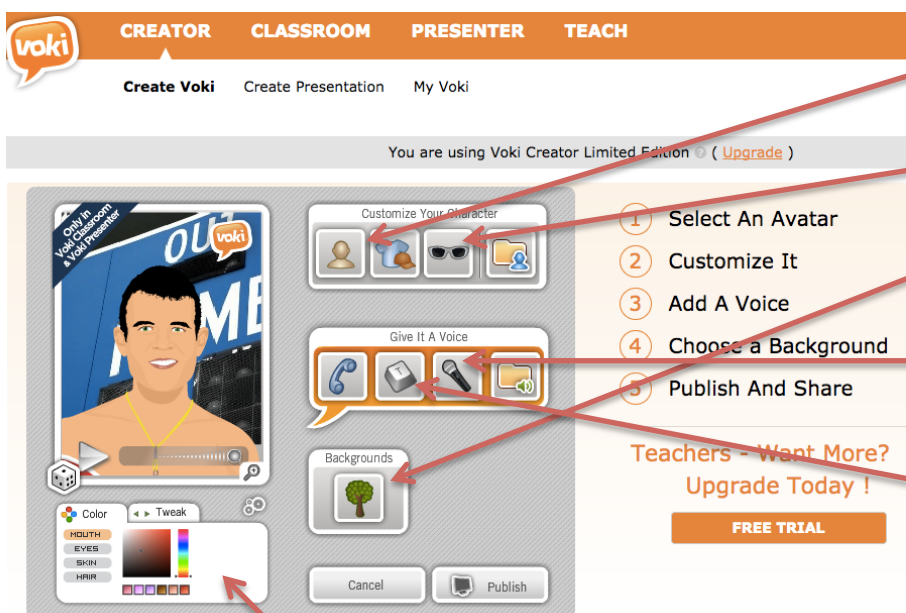 voki
CREATOR CLASSROOM PRESENTER TEACH
Create Voki Create Presentation My Voki
You are using Voki Creator Limited Edition ? ( Upgrade )
Only in
Voki Classroom
& Voki Presenter
voki
OUT
OME
Customize Your Character
Give It A Voice
T
Backgrounds
Color Tweak
MOUTH
EYES
SKIN
HAIR
Cancel Publish
1 Select An Avatar
2 Customize It
3 Add A Voice
4 Choose a Background
5 Publish And Share
Teachers - Want More?
Upgrade Today !
FREE TRIAL